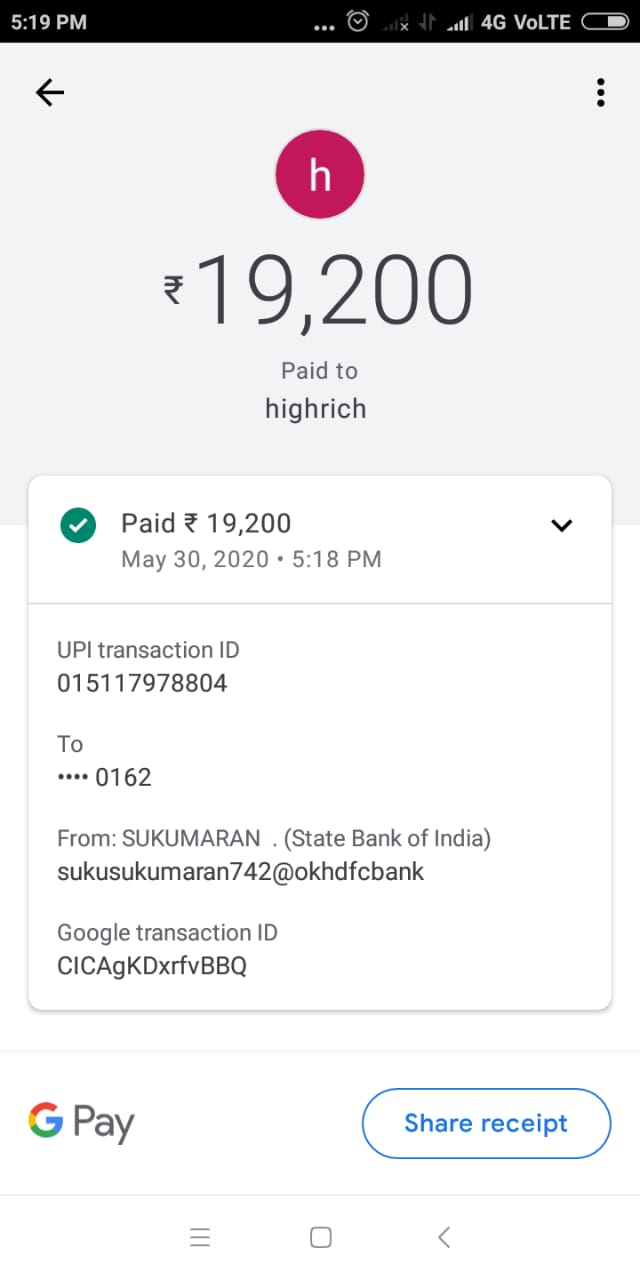 5:19 PM
4G VoLTE
h
₹19,200
Paid to
highrich
Paid ₹ 19,200
May 30, 2020 • 5:18 PM
UPI transaction ID
015117978804
To
•••• 0162
From: SUKUMARAN . (State Bank of India)
sukusukumaran742@okhdfcbank
Google transaction ID
CICAgKDxrfvBBQ
G Pay
Share receipt